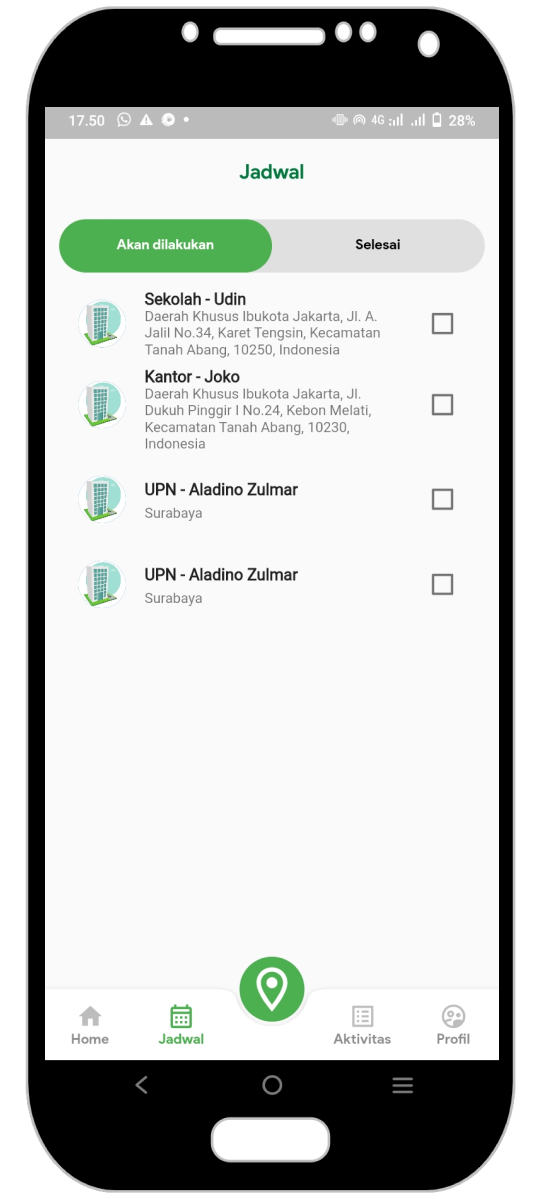 17.50 4G 28%
Jadwal
Akan dilakukan Selesai
Sekolah - Udin
Daerah Khusus Ibukota Jakarta, Jl. A.
Jalil No.34, Karet Tengsin, Kecamatan
Tanah Abang, 10250, Indonesia
Kantor - Joko
Daerah Khusus Ibukota Jakarta, Jl.
Dukuh Pinggir I No.24, Kebon Melati,
Kecamatan Tanah Abang, 10230,
Indonesia
UPN - Aladino Zulmar
Surabaya
UPN - Aladino Zulmar
Surabaya
Home Jadwal Aktivitas Profil